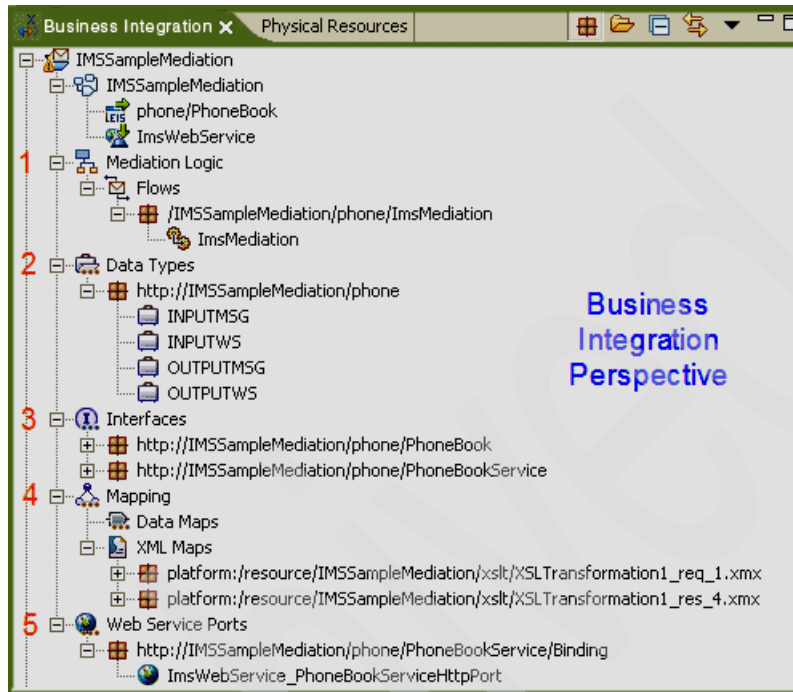 Business Integration Physical Resources
IMSSampleMediation
IMSSampleMediation
phone/PhoneBook
ImsWebService
1 Mediation Logic
Flows
/IMSSampleMediation/phone/ImsMediation
ImsMediation
2 Data Types
http://IMSSampleMediation/phone
INPUTMSG
INPUTWS
OUTPUTMSG
OUTPUTWS
Business
Integration
Perspective
3 Interfaces
http://IMSSampleMediation/phone/PhoneBook
http://IMSSampleMediation/phone/PhoneBookService
4 Mapping
Data Maps
XML Maps
platform:/resource/IMSSampleMediation/xslt/XSLTransformation1_req_1.xmx
platform:/resource/IMSSampleMediation/xslt/XSLTransformation1_res_4.xmx
5 Web Service Ports
http://IMSSampleMediation/phone/PhoneBookService/Binding
ImsWebService_PhoneBookServiceHttpPort